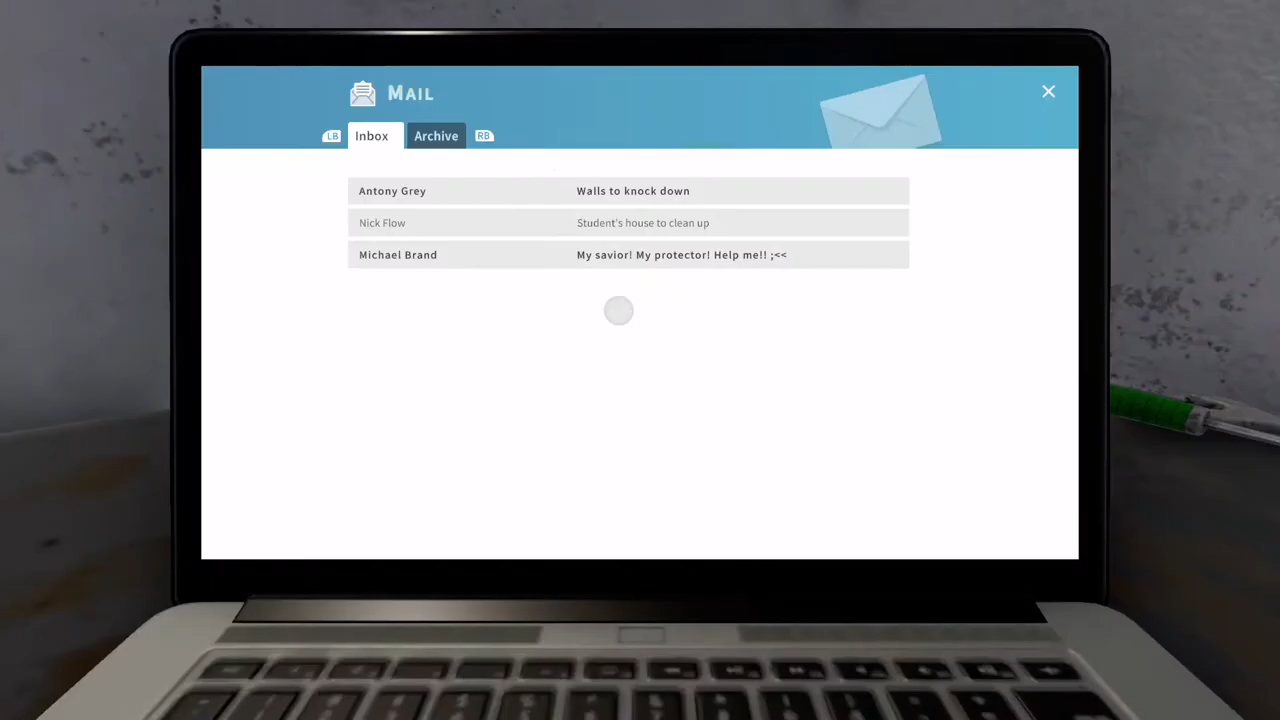 Mail
LB Inbox Archive RB
Antony Grey Walls to knock down
Nick Flow Student's house to clean up
Michael Brand My savior! My protector! Help me!! ;<<